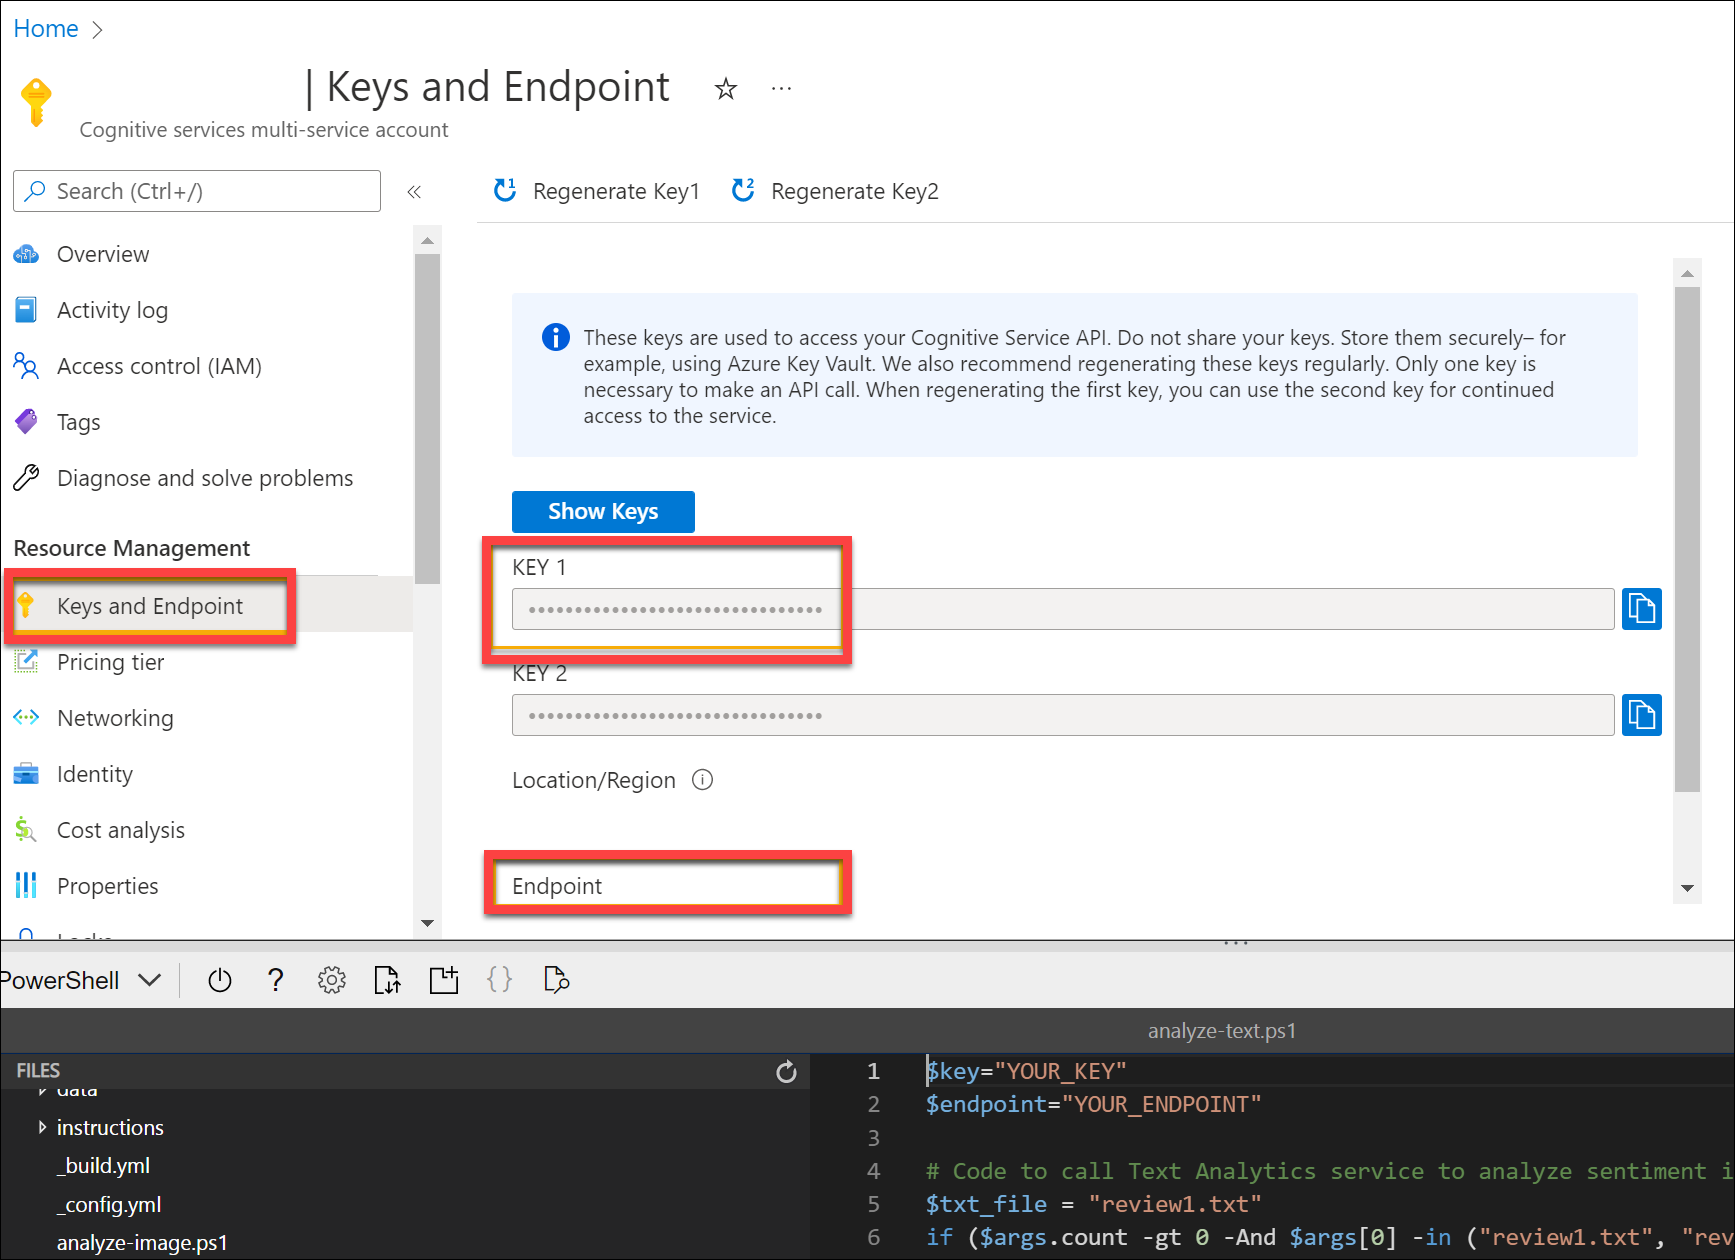 Home
| Keys and Endpoint ...
Cognitive services multi-service account
Search (Ctrl+/)
«
Regenerate Key1
Regenerate Key2
Overview
Activity log
Access control (IAM)
Tags
Diagnose and solve problems
Resource Management
Keys and Endpoint
Pricing tier
Networking
Identity
Cost analysis
Properties
Locks
These keys are used to access your Cognitive Service API. Do not share your keys. Store them securely– for
example, using Azure Key Vault. We also recommend regenerating these keys regularly. Only one key is
necessary to make an API call. When regenerating the first key, you can use the second key for continued
access to the service.
Show Keys
KEY 1
••••••••••••••••••••••••••••••••
KEY 2
••••••••••••••••••••••••••••••••
Location/Region
Endpoint
PowerShell
? { }
analyze-text.ps1
FILES
data
instructions
_build.yml
_config.yml
analyze-image.ps1
1 $key="YOUR_KEY"
2 $endpoint="YOUR_ENDPOINT"
3
4 # Code to call Text Analytics service to analyze sentiment i
5 $txt_file = "review1.txt"
6 if ($args.count -gt 0 -And $args[0] -in ("review1.txt", "rev